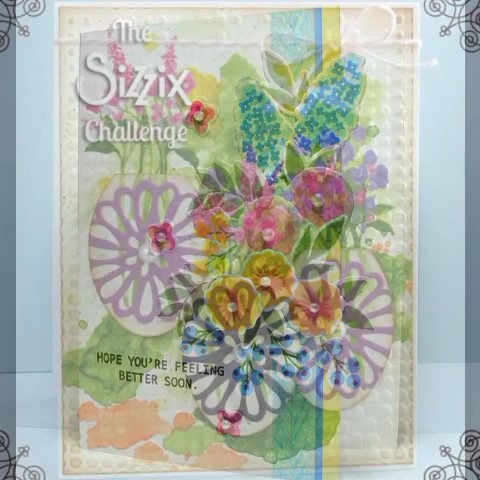 The
Sizzix
Challenge
HOPE YOU'RE FEELING
BETTER SOON.